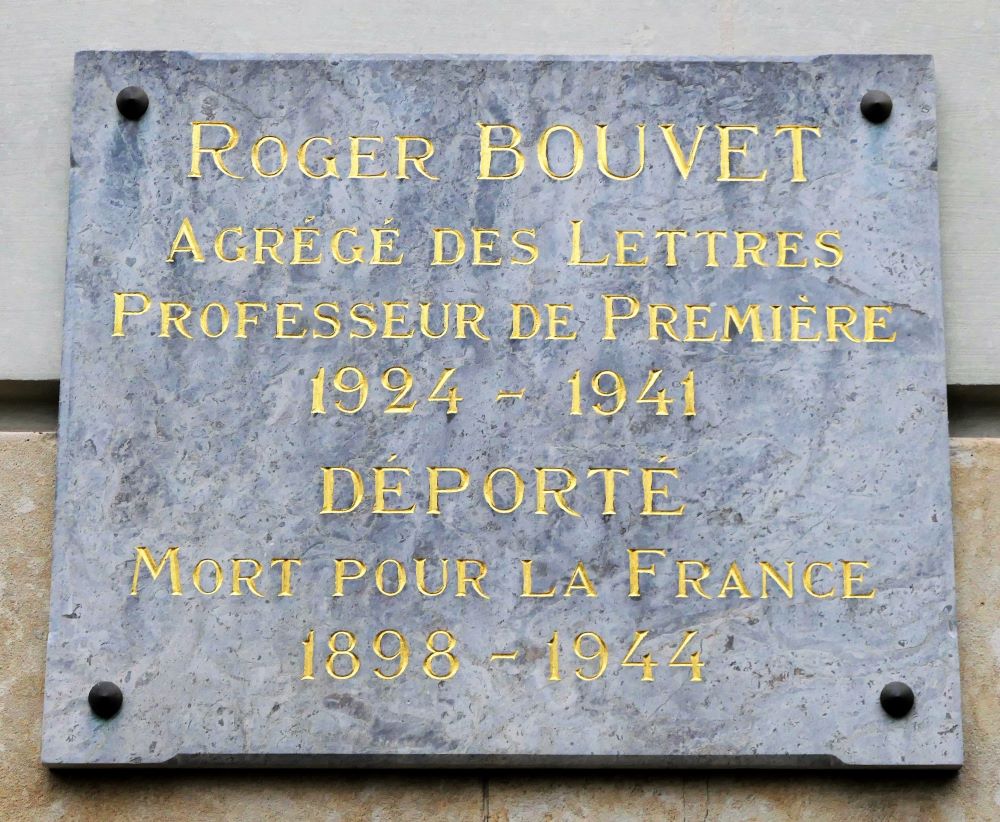 Roger BOUVET
Agrégé des Lettres
Professeur de Première
1924 - 1941
DÉPORTÉ
Mort pour la France
1898 - 1944